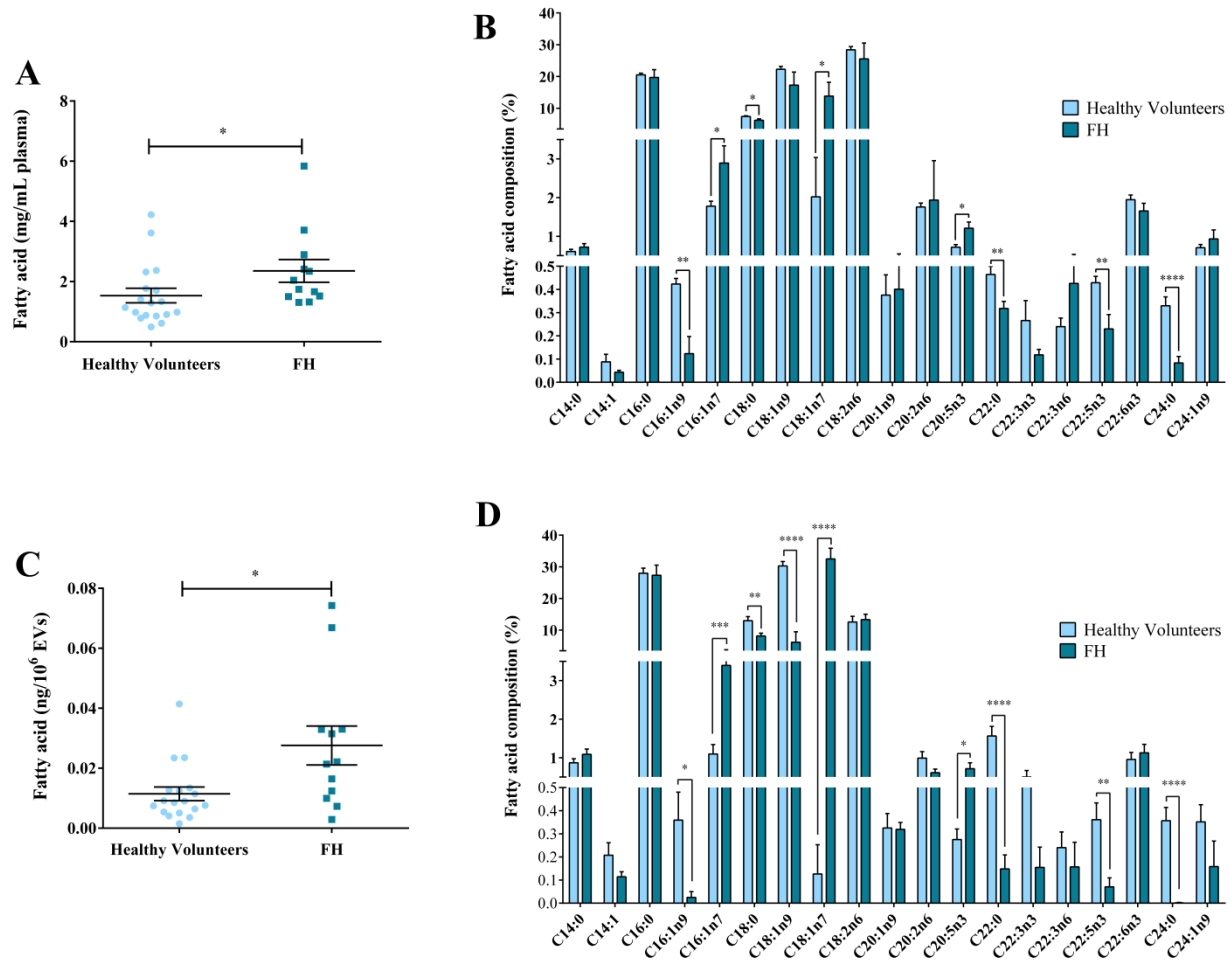 A
Fatty acid (mg/mL plasma)
8
6
4
2
0
*
Healthy Volunteers
FH
B
Fatty acid composition (%)
40
30
20
10
3
2
1
0.5
0.4
0.3
0.2
0.1
0.0
**
*
*
*
*
**
**
****
Healthy Volunteers
FH
C14:0
C14:1
C16:0
C16:1n9
C16:1n7
C18:0
C18:1n9
C18:1n7
C18:2n6
C20:1n9
C20:2n6
C20:5n3
C22:0
C22:3n3
C22:3n6
C22:5n3
C22:6n3
C24:0
C24:1n9
C
Fatty acid (ng/10⁶ EVs)
0.08
0.06
0.04
0.02
0.00
*
Healthy Volunteers
FH
D
Fatty acid composition (%)
40
30
20
10
3
2
1
0.5
0.4
0.3
0.2
0.1
0.0
*
***
**
****
****
*
****
**
****
Healthy Volunteers
FH
C14:0
C14:1
C16:0
C16:1n9
C16:1n7
C18:0
C18:1n9
C18:1n7
C18:2n6
C20:1n9
C20:2n6
C20:5n3
C22:0
C22:3n3
C22:3n6
C22:5n3
C22:6n3
C24:0
C24:1n9